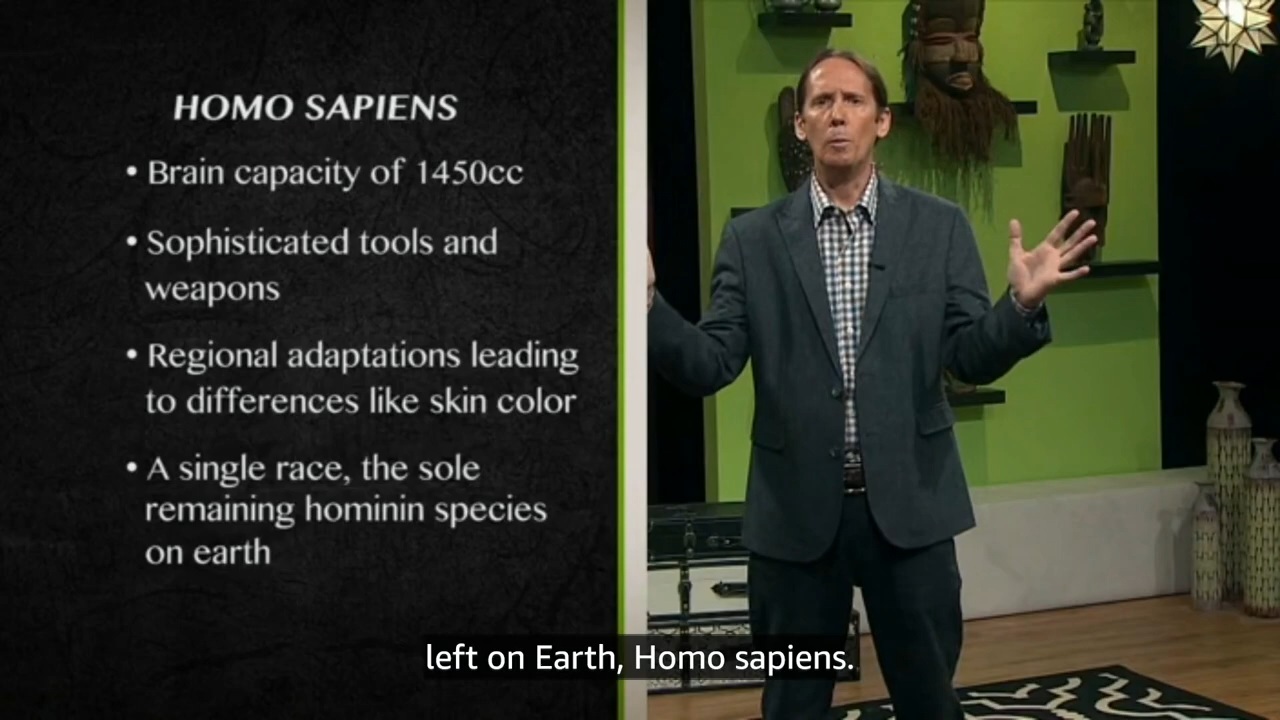 HOMO SAPIENS
• Brain capacity of 1450cc
• Sophisticated tools and
weapons
• Regional adaptations leading
to differences like skin color
• A single race, the sole
remaining hominin species
on earth
left on Earth, Homo sapiens.